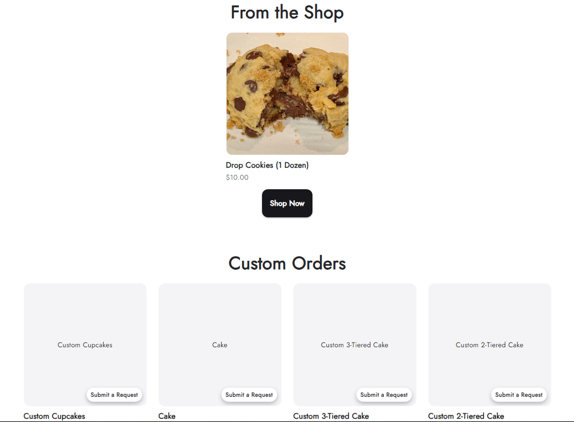 From the Shop
Drop Cookies (1 Dozen)
$10.00
Shop Now
Custom Orders
Custom Cupcakes
Cake
Custom 3-Tiered Cake
Custom 2-Tiered Cake
Submit a Request
Submit a Request
Submit a Request
Submit a Request
Custom Cupcakes
Cake
Custom 3-Tiered Cake
Custom 2-Tiered Cake